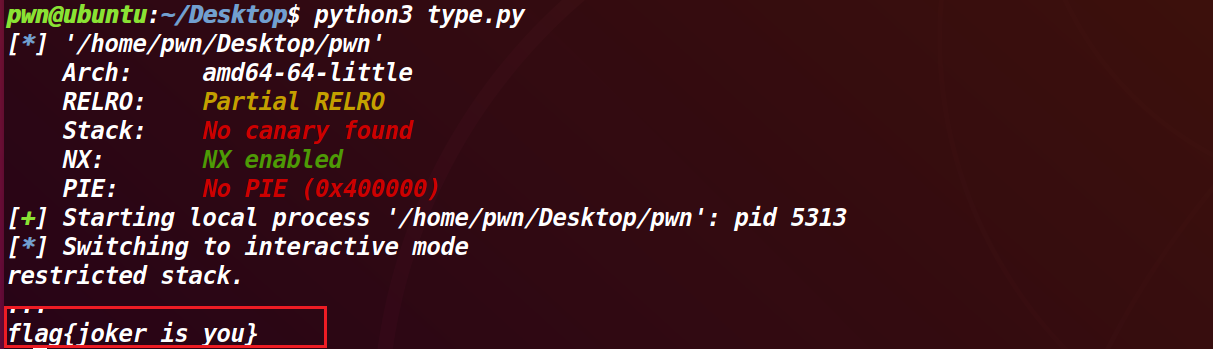 pwn@ubuntu:~/Desktop$ python3 type.py
[*] '/home/pwn/Desktop/pwn'
    Arch:     amd64-64-little
    RELRO:    Partial RELRO
    Stack:    No canary found
    NX:       NX enabled
    PIE:      No PIE (0x400000)
[+] Starting local process '/home/pwn/Desktop/pwn': pid 5313
[*] Switching to interactive mode
restricted stack.
...
flag{joker is you}